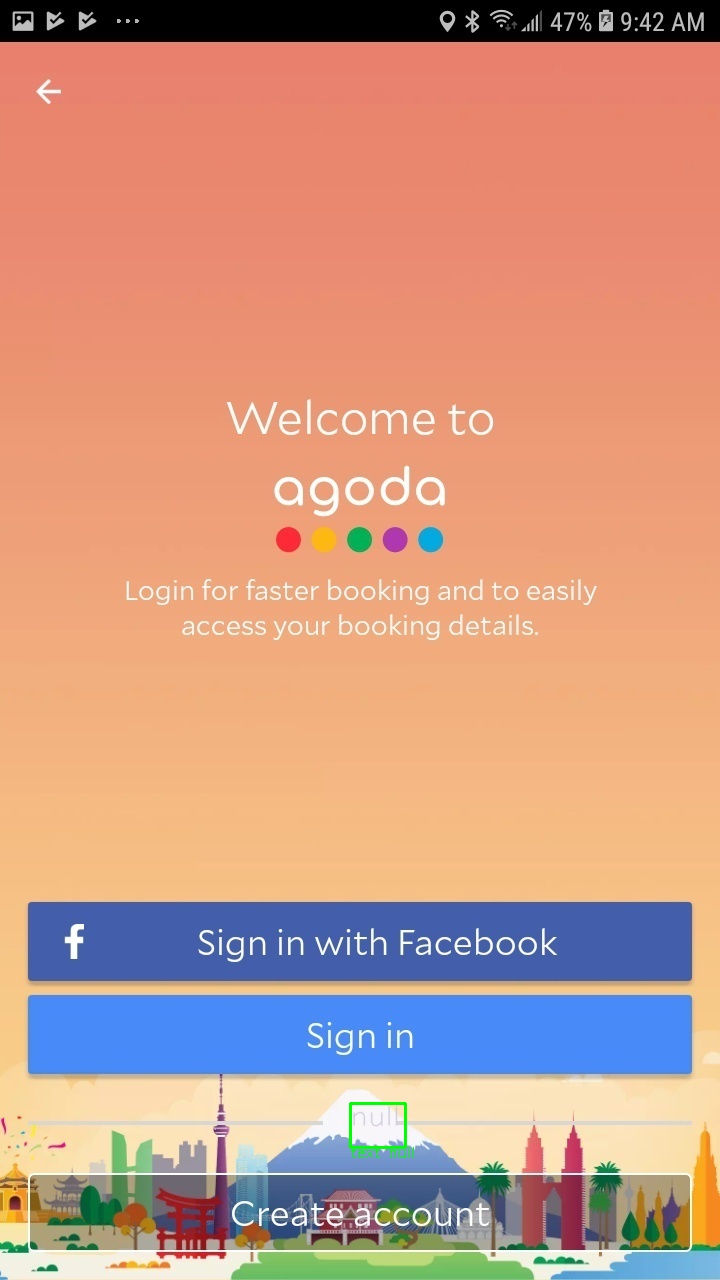 47% 9:42 AM
Welcome to
agoda
Login for faster booking and to easily
access your booking details.
f Sign in with Facebook
Sign in
null
Create account